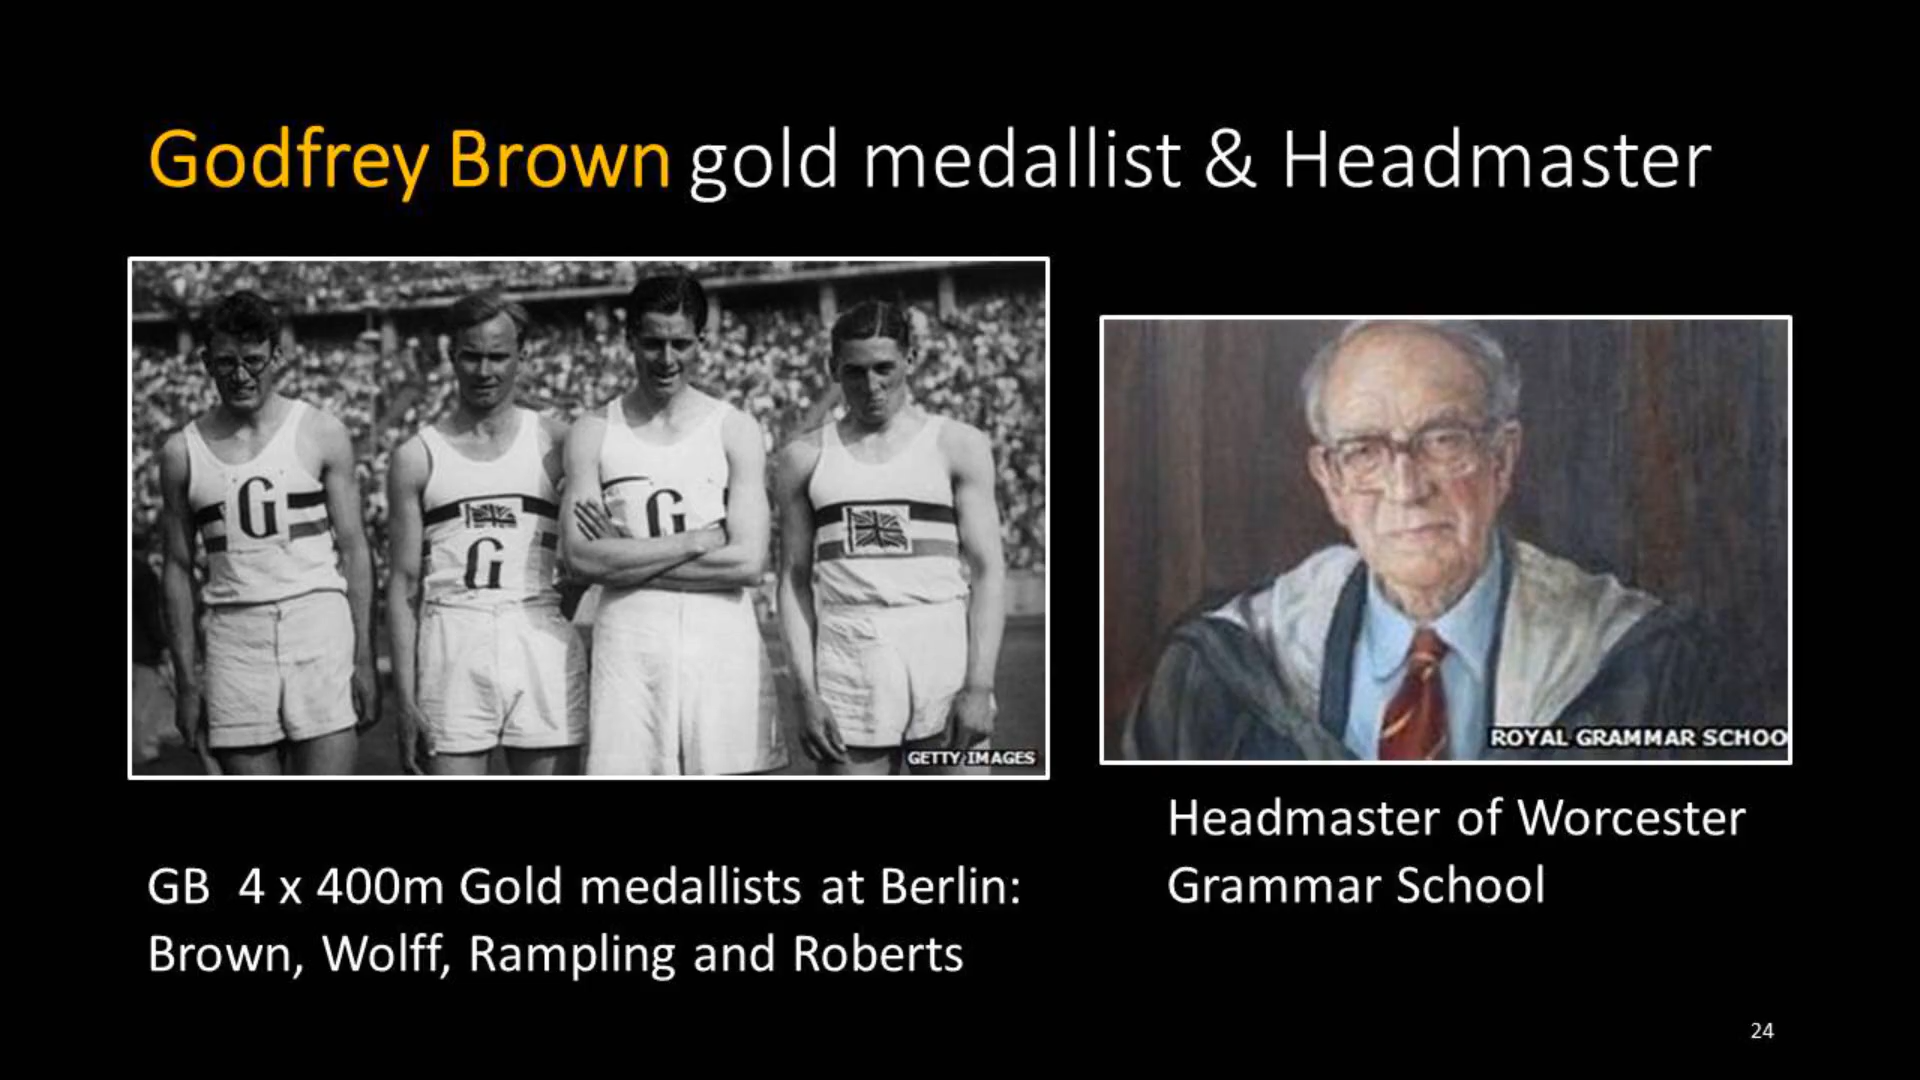 Godfrey Brown gold medallist & Headmaster
G
G
G
GETTY IMAGES
ROYAL GRAMMAR SCHOO
Headmaster of Worcester
Grammar School
GB 4 x 400m Gold medallists at Berlin:
Brown, Wolff, Rampling and Roberts
24